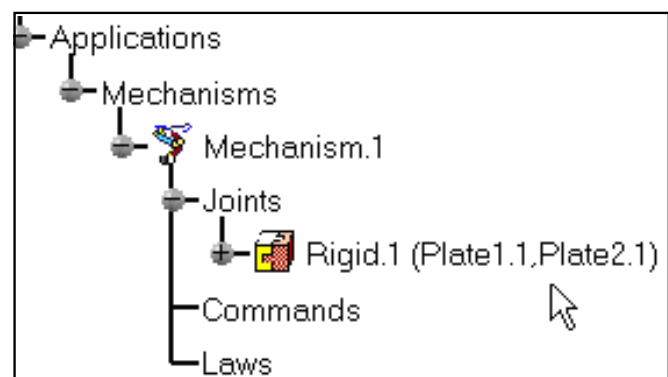 Applications
Mechanisms
Mechanism.1
Joints
Rigid.1 (Plate1.1,Plate2.1)
Commands
Laws